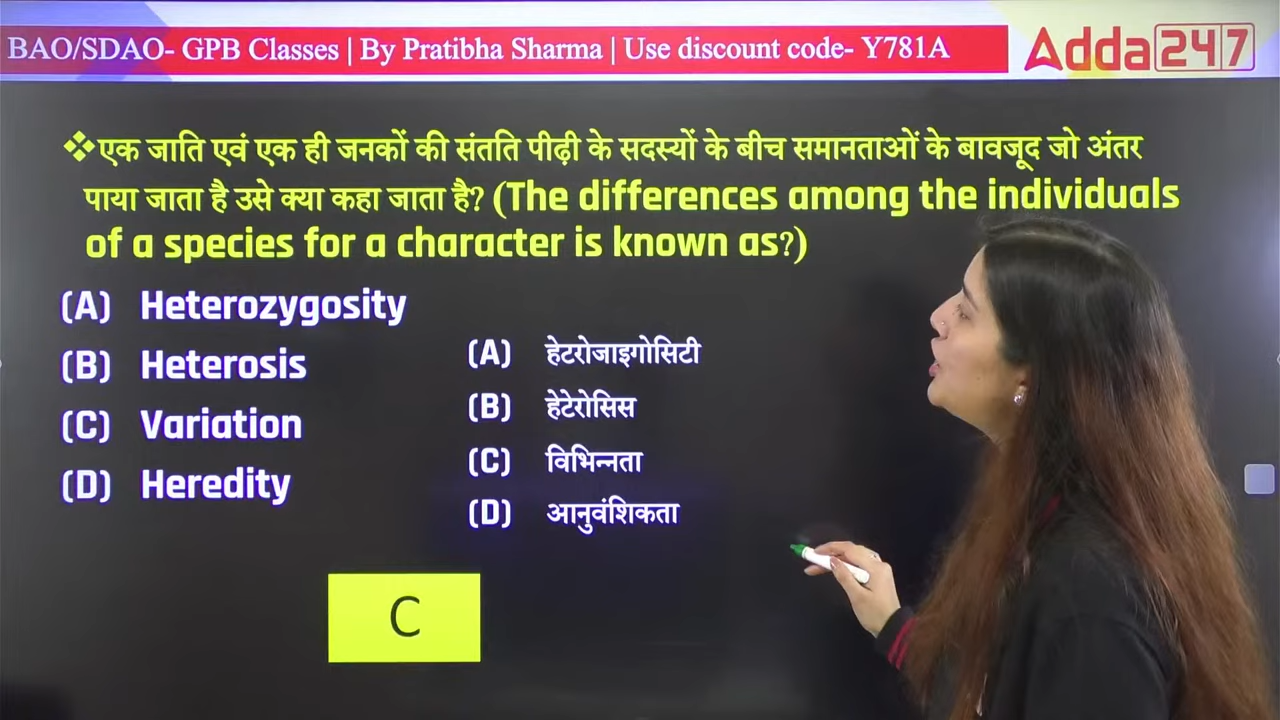 BAO/SDAO- GPB Classes | By Pratibha Sharma | Use discount code- Y781A
Adda247
❖एक जाति एवं एक ही जनकों की संतति पीढ़ी के सदस्यों के बीच समानताओं के बावजूद जो अंतर
पाया जाता है उसे क्या कहा जाता है? (The differences among the individuals
of a species for a character is known as?)
(A) Heterozygosity
(B) Heterosis
(C) Variation
(D) Heredity
(A) हेटरोजाइगोसिटी
(B) हेटेरोसिस
(C) विभिन्नता
(D) आनुवंशिकता
C